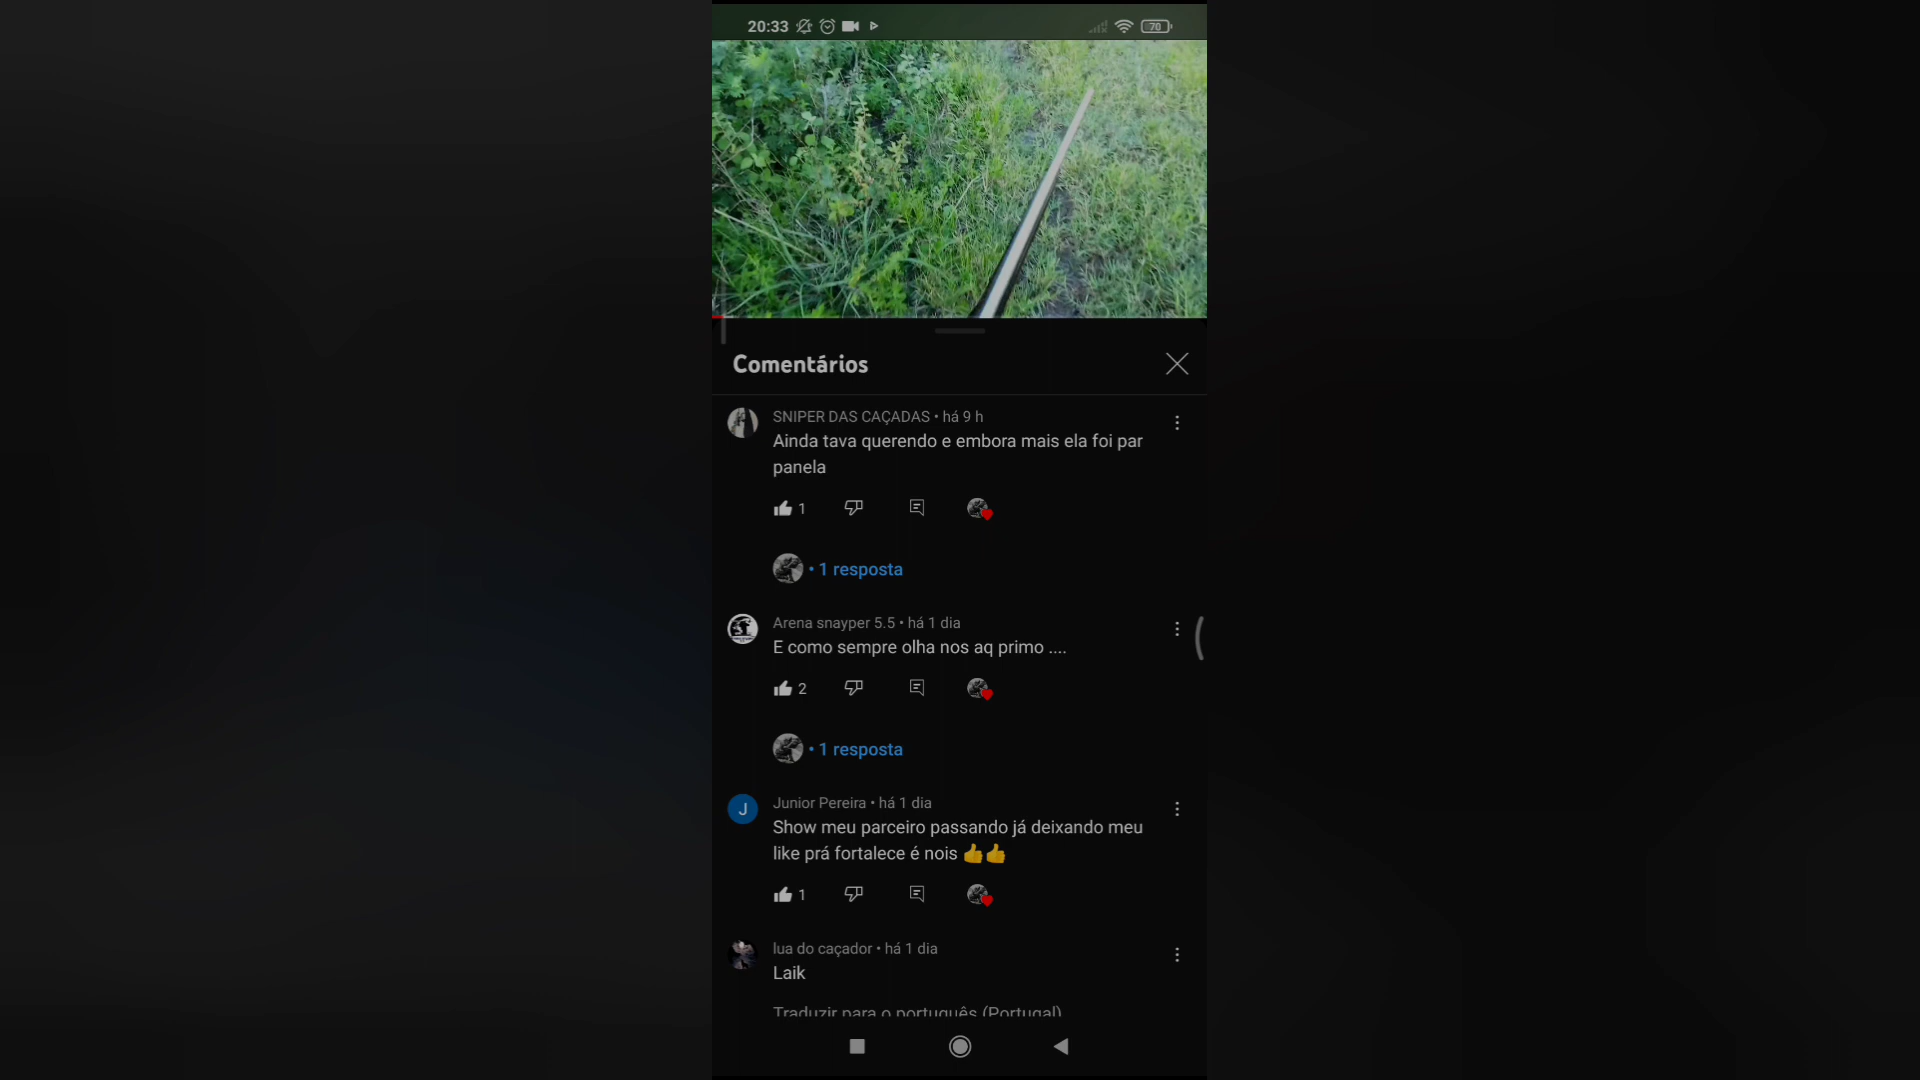 20:33
70
Comentários
SNIPER DAS CAÇADAS • há 9 h
Ainda tava querendo e embora mais ela foi par
panela
1
• 1 resposta
Arena snayper 5.5 • há 1 dia
E como sempre olha nos aq primo ....
2
• 1 resposta
J
Junior Pereira • há 1 dia
Show meu parceiro passando já deixando meu
like prá fortalece é nois 👍👍
1
lua do caçador • há 1 dia
Laik
Traduzir para o português (Portugal)